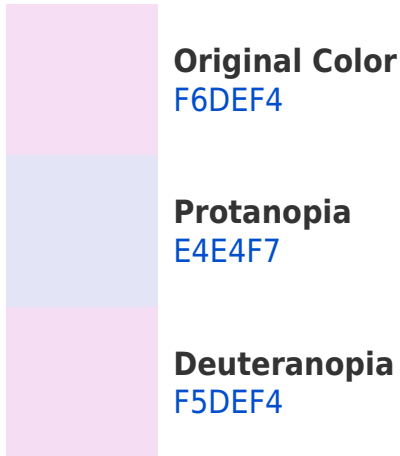 Original Color
F6DEF4
Protanopia
E4E4F7
Deuteranopia
F5DEF4